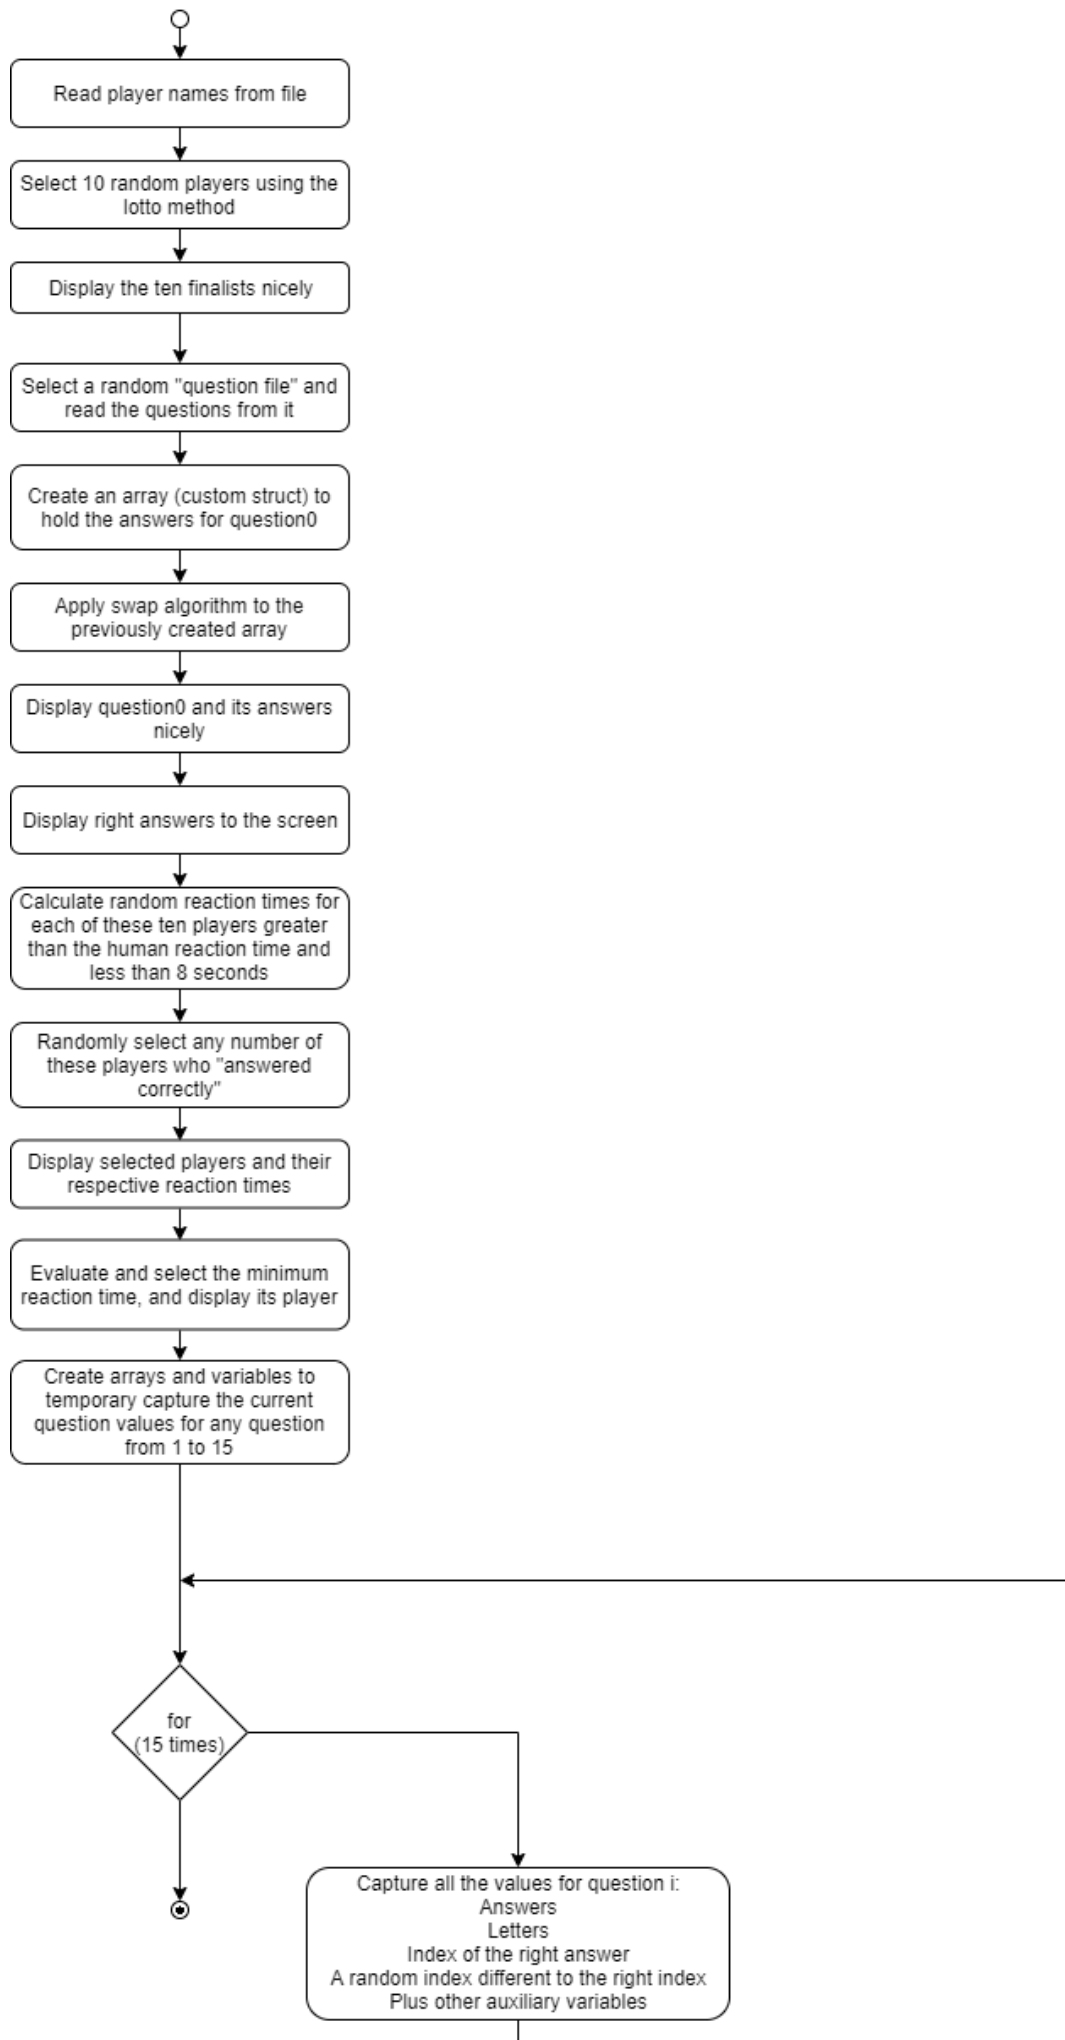 Read player names from file
Select 10 random players using the
lotto method
Display the ten finalists nicely
Select a random "question file" and
read the questions from it
Create an array (custom struct) to
hold the answers for question0
Apply swap algorithm to the
previously created array
Display question0 and its answers
nicely
Display right answers to the screen
Calculate random reaction times for
each of these ten players greater
than the human reaction time and
less than 8 seconds
Randomly select any number of
these players who "answered
correctly"
Display selected players and their
respective reaction times
Evaluate and select the minimum
reaction time, and display its player
Create arrays and variables to
temporary capture the current
question values for any question
from 1 to 15
for
(15 times)
Capture all the values for question i:
Answers
Letters
Index of the right answer
A random index different to the right index
Plus other auxiliary variables